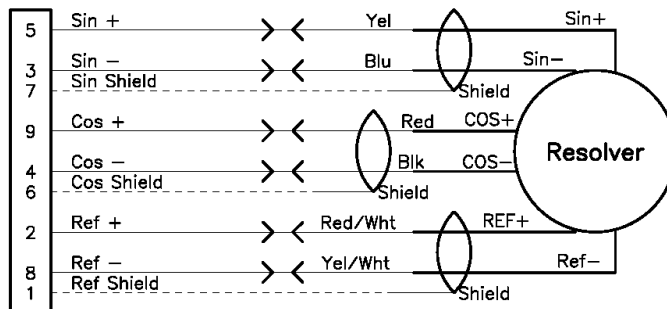 5 Sin + Yel Sin+
3 Sin − Blu Sin−
7 Sin Shield Shield
9 Cos + Red COS+
Resolver
4 Cos − Blk COS−
6 Cos Shield Shield
2 Ref + Red/Wht REF+
8 Ref − Yel/Wht Ref−
1 Ref Shield Shield